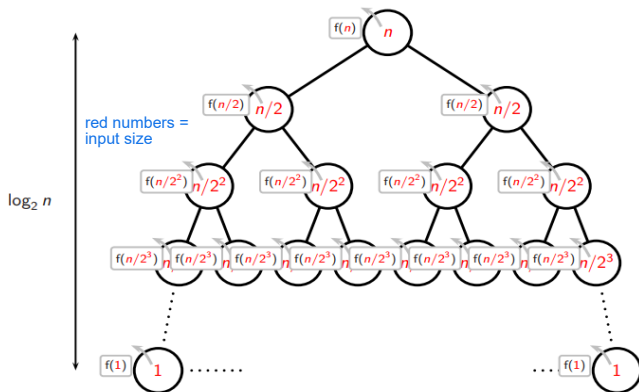 f(n) n
f(n/2) n/2 f(n/2) n/2
red numbers =
input size
f(n/2²) n/2² f(n/2²) n/2² f(n/2²) n/2² f(n/2²) n/2²
log₂ n
f(n/2³) n f(n/2³) n f(n/2³) n f(n/2³) n f(n/2³) n f(n/2³) n f(n/2³) n f(n/2³) n/2³
f(1) 1 ...... ... f(1) 1